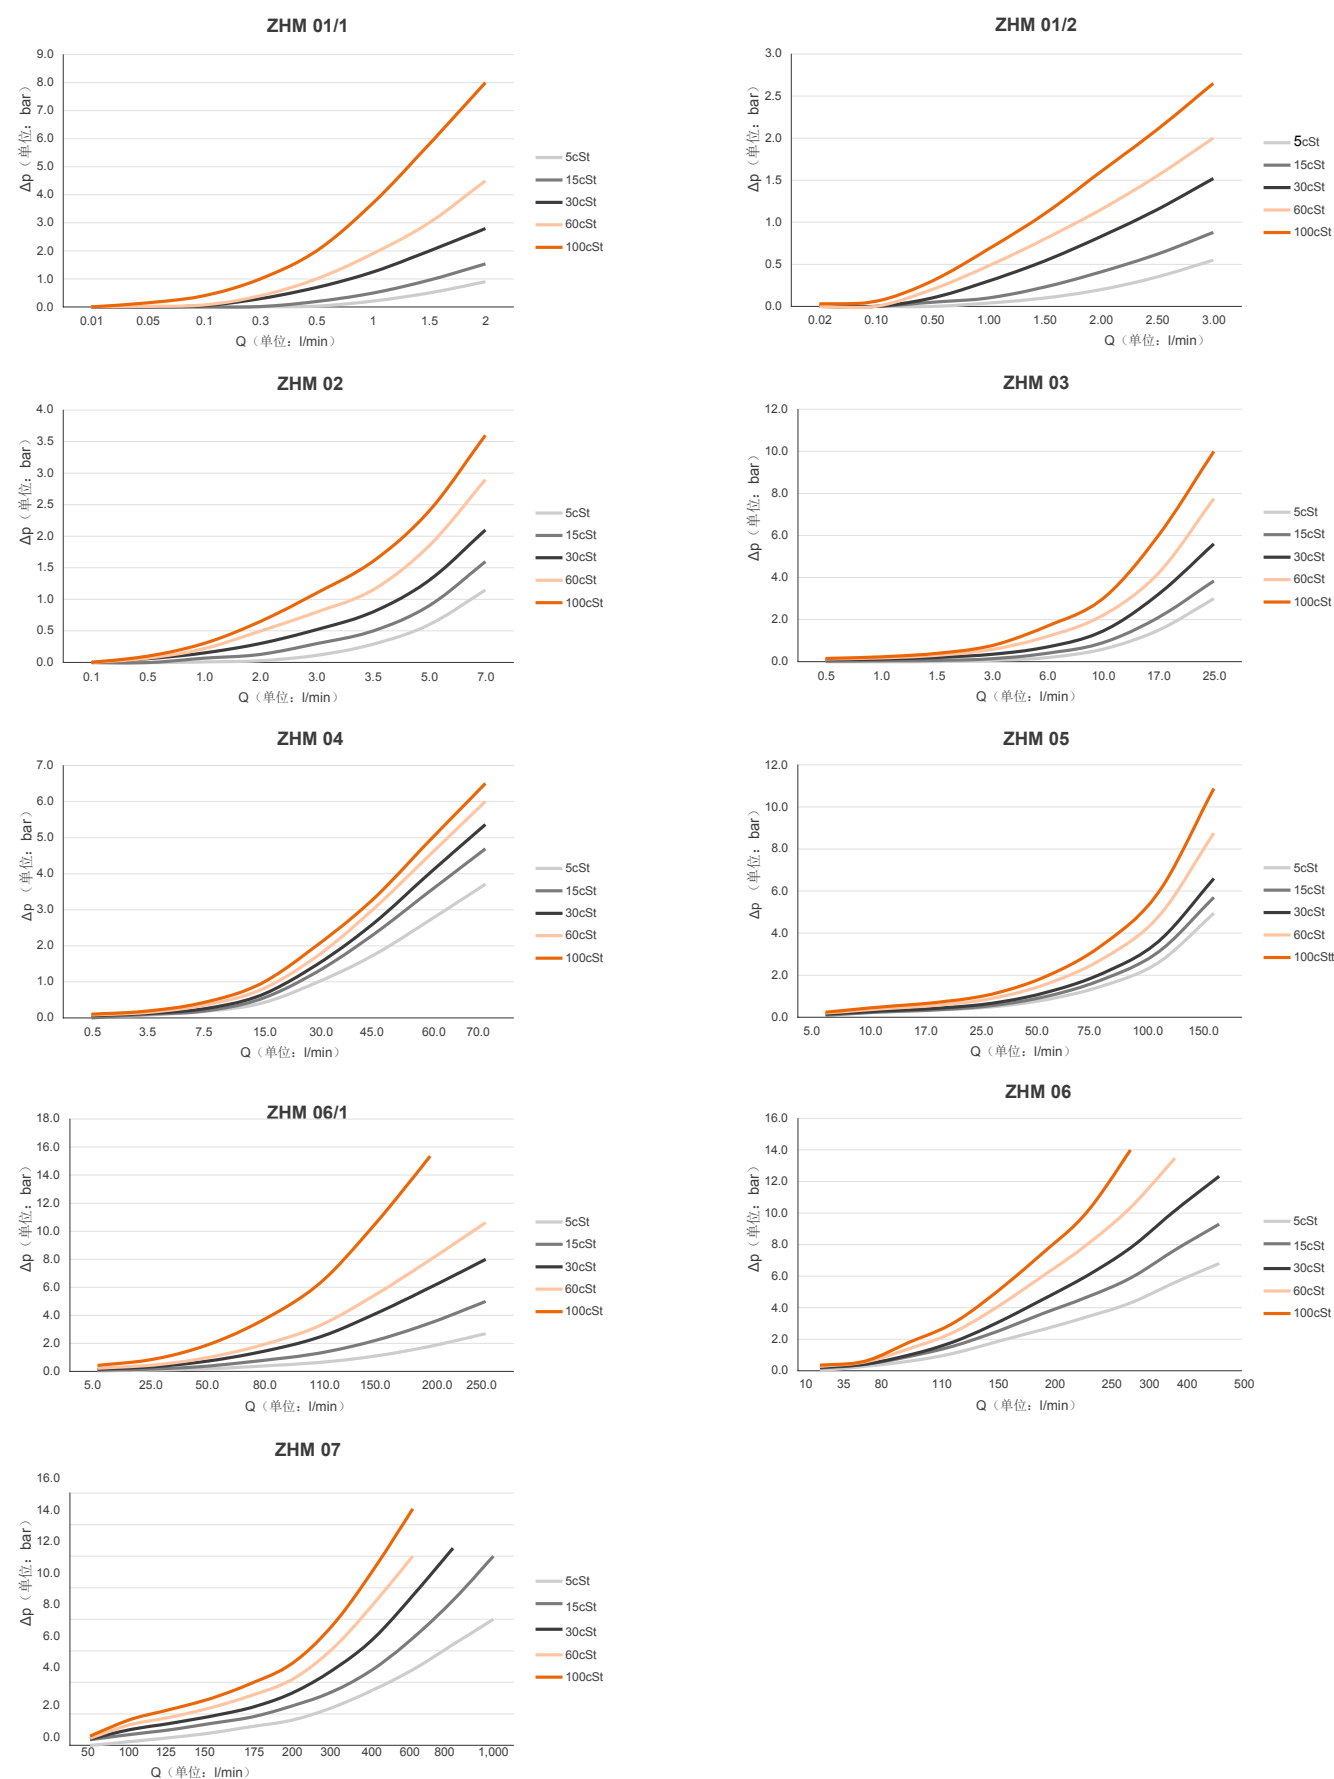 ZHM 01/1
9.0
8.0
7.0
6.0
5.0
4.0
3.0
2.0
1.0
0.0
Δp（单位：bar）
0.01 0.05 0.1 0.3 0.5 1 1.5 2
Q（单位：l/min）
5cSt
15cSt
30cSt
60cSt
100cSt
ZHM 01/2
3.0
2.5
2.0
1.5
1.0
0.5
0.0
Δp（单位：bar）
0.02 0.10 0.50 1.00 1.50 2.00 2.50 3.00
Q（单位：l/min）
5cSt
15cSt
30cSt
60cSt
100cSt
ZHM 02
4.0
3.5
3.0
2.5
2.0
1.5
1.0
0.5
0.0
Δp（单位：bar）
0.1 0.5 1.0 2.0 3.0 3.5 5.0 7.0
Q（单位：l/min）
5cSt
15cSt
30cSt
60cSt
100cSt
ZHM 03
12.0
10.0
8.0
6.0
4.0
2.0
0.0
Δp（单位：bar）
0.5 1.0 1.5 3.0 6.0 10.0 17.0 25.0
Q（单位：l/min）
5cSt
15cSt
30cSt
60cSt
100cSt
ZHM 04
7.0
6.0
5.0
4.0
3.0
2.0
1.0
0.0
Δp（单位：bar）
0.5 3.5 7.5 15.0 30.0 45.0 60.0 70.0
Q（单位：l/min）
5cSt
15cSt
30cSt
60cSt
100cSt
ZHM 05
12.0
10.0
8.0
6.0
4.0
2.0
0.0
Δp（单位：bar）
5.0 10.0 17.0 25.0 50.0 75.0 100.0 150.0
Q（单位：l/min）
5cSt
15cSt
30cSt
60cSt
100cStt
ZHM 06/1
18.0
16.0
14.0
12.0
10.0
8.0
6.0
4.0
2.0
0.0
Δp（单位：bar）
5.0 25.0 50.0 80.0 110.0 150.0 200.0 250.0
Q（单位：l/min）
5cSt
15cSt
30cSt
60cSt
100cSt
ZHM 06
16.0
14.0
12.0
10.0
8.0
6.0
4.0
2.0
0.0
Δp（单位：bar）
10 35 80 110 150 200 250 300 400 500
Q（单位：l/min）
5cSt
15cSt
30cSt
60cSt
100cSt
ZHM 07
16.0
14.0
12.0
10.0
8.0
6.0
4.0
2.0
0.0
Δp（单位：bar）
50 100 125 150 175 200 300 400 600 800 1,000
Q（单位：l/min）
5cSt
15cSt
30cSt
60cSt
100cSt